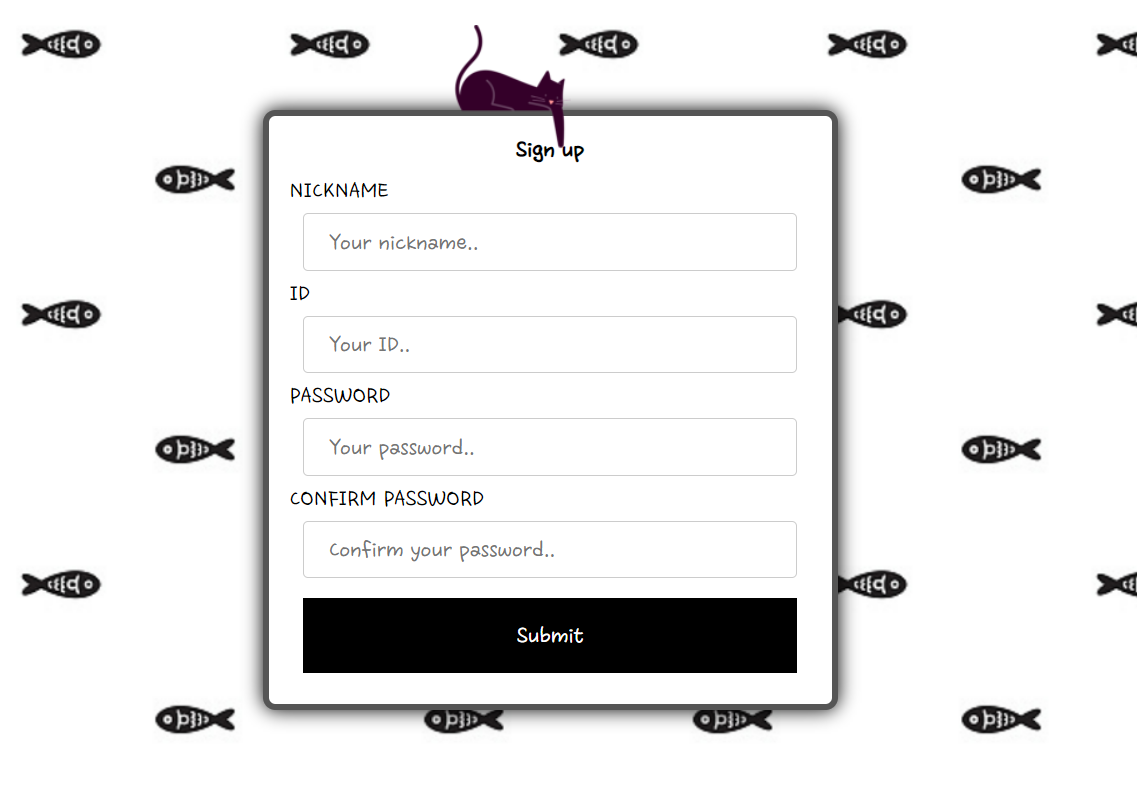 Sign up
NICKNAME
Your nickname..
ID
Your ID..
PASSWORD
Your password..
CONFIRM PASSWORD
Confirm your password..
Submit